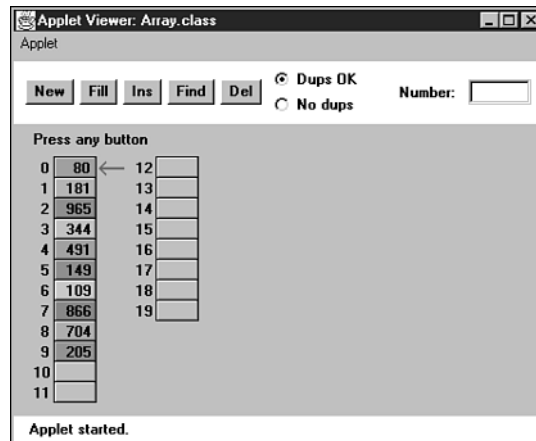 Applet Viewer: Array.class
Applet
New Fill Ins Find Del
Dups OK
No dups
Number:
Press any button
0 80
1 181
2 965
3 344
4 491
5 149
6 109
7 866
8 704
9 205
10
11
12
13
14
15
16
17
18
19
Applet started.